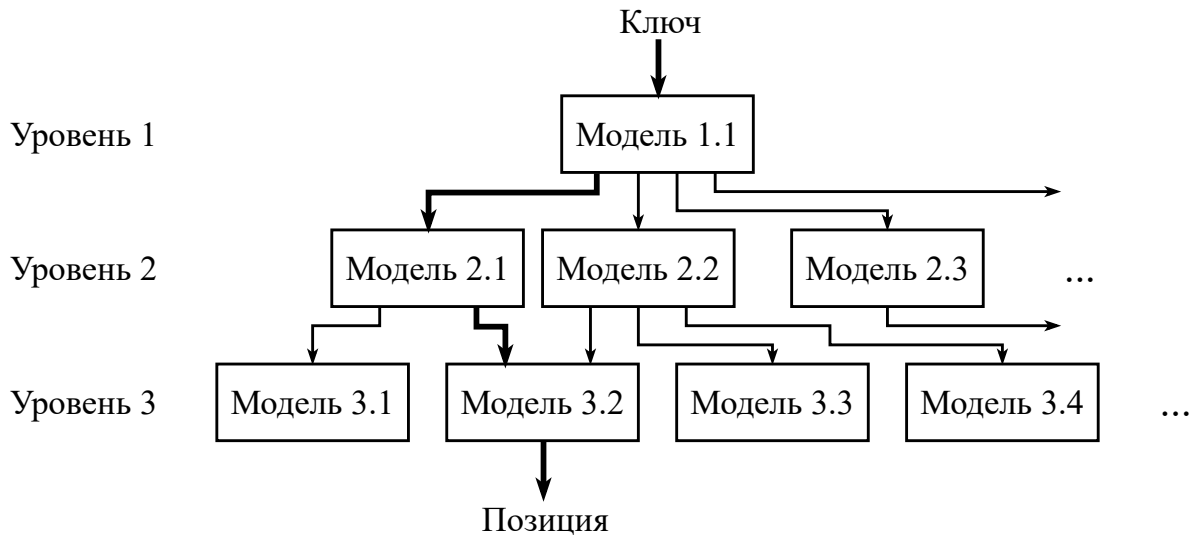 Ключ
Уровень 1
Модель 1.1
Уровень 2
Модель 2.1
Модель 2.2
Модель 2.3
...
Уровень 3
Модель 3.1
Модель 3.2
Модель 3.3
Модель 3.4
...
Позиция